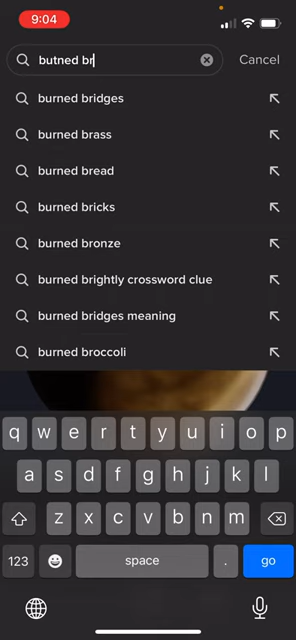 9:04
butned br
Cancel
burned bridges
burned brass
burned bread
burned bricks
burned bronze
burned brightly crossword clue
burned bridges meaning
burned broccoli
q w e r t y u i o p
a s d f g h j k l
z x c v b n m
123 space . go